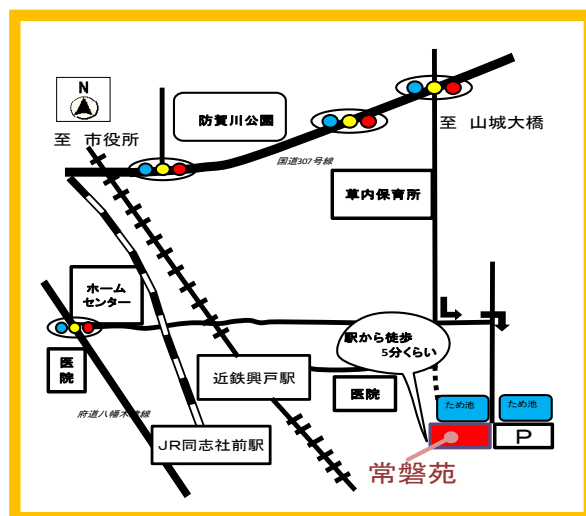 N
防賀川公園
至 市役所
至 山城大橋
国道307号線
草内保育所
ホーム
センター
駅から徒歩
5分くらい
医
院
近鉄興戸駅
医院
ため池
ため池
府道八幡木津線
JR同志社前駅
P
常磐苑